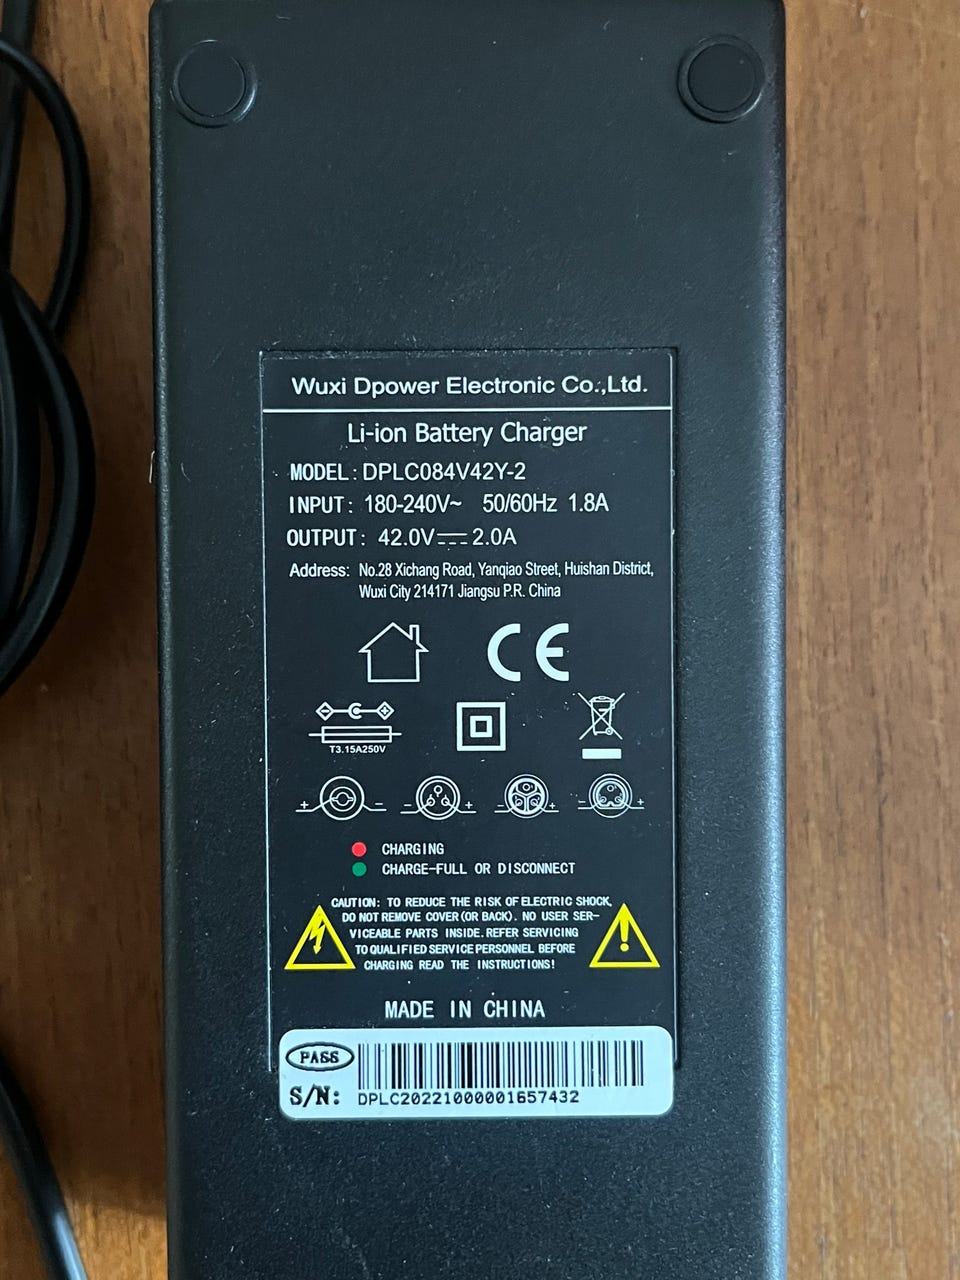 Wuxi Dpower Electronic Co.,Ltd.
Li-ion Battery Charger
MODEL: DPLC084V42Y-2
INPUT: 180-240V~ 50/60Hz 1.8A
OUTPUT: 42.0V⎓2.0A
Address: No.28 Xichang Road, Yanqiao Street, Huishan District,
Wuxi City 214171 Jiangsu P.R. China
CE
T3.15A250V
CHARGING
CHARGE-FULL OR DISCONNECT
CAUTION: TO REDUCE THE RISK OF ELECTRIC SHOCK,
DO NOT REMOVE COVER (OR BACK). NO USER SER-
VICEABLE PARTS INSIDE. REFER SERVICING
TO QUALIFIED SERVICE PERSONNEL BEFORE
CHARGING READ THE INSTRUCTIONS!
MADE IN CHINA
PASS
S/N: DPLC20221000001657432